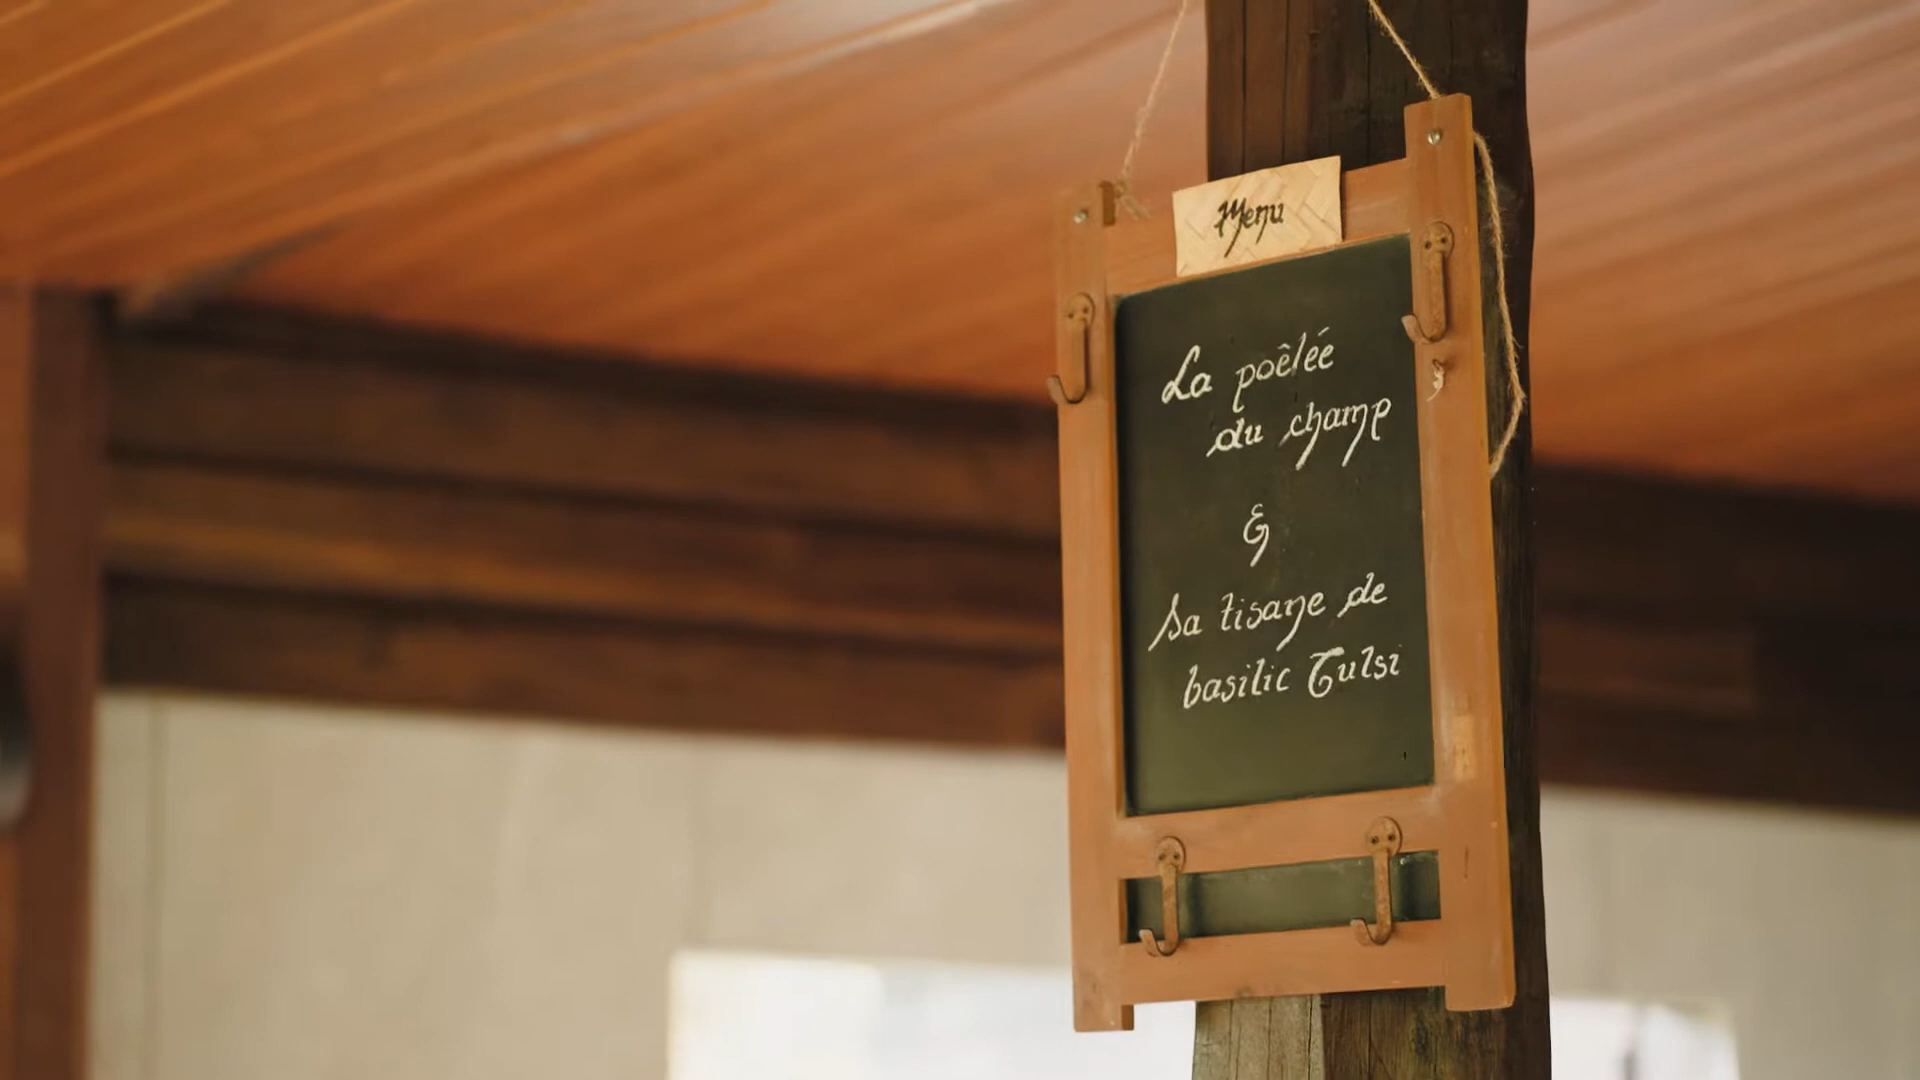 Menu
La poêlée
du champ
&
Sa tisane de
basilic Tulsi